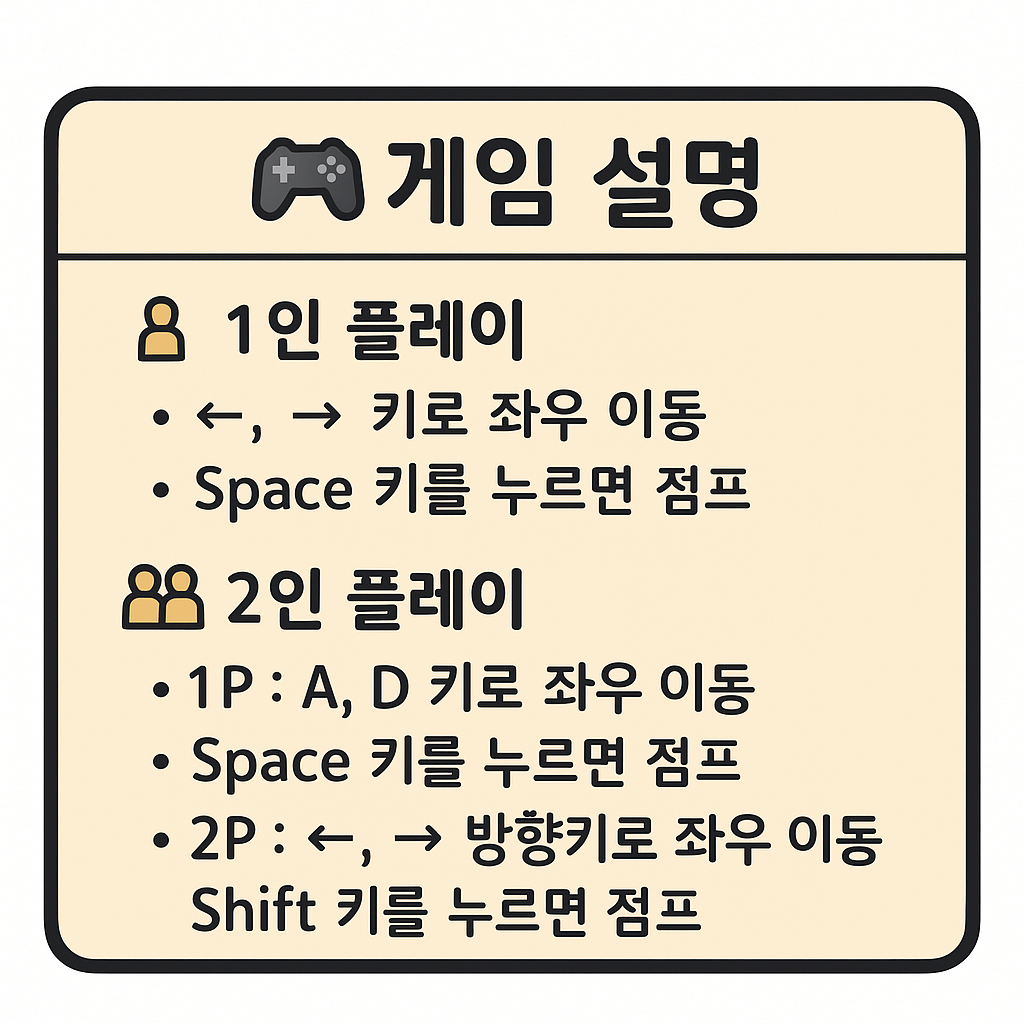 게임 설명
1인 플레이
• ←, → 키로 좌우 이동
• Space 키를 누르면 점프
2인 플레이
• 1P : A, D 키로 좌우 이동
• Space 키를 누르면 점프
• 2P : ←, → 방향키로 좌우 이동
Shift 키를 누르면 점프